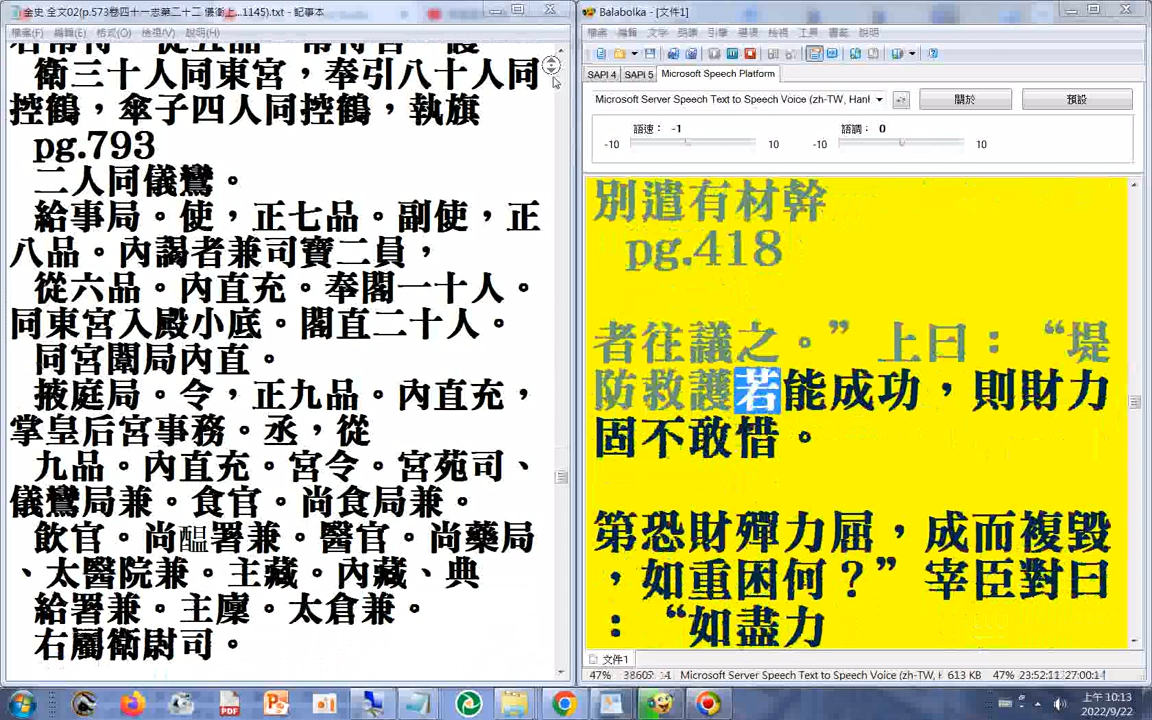 金史 全文02(p.573卷四十一志第二十二 儀衛上..1145).txt - 記事本
檔案(F) 編輯(E) 格式(O) 檢視(V) 說明(H)
衛三十人同東宮，奉引八十人同
控鶴，傘子四人同控鶴，執旗
pg.793
二人同儀鸞。
給事局。使，正七品。副使，正
八品。內謁者兼司寶二員，
從六品。內直充。奉閣一十人。
同東宮入殿小底。閣直二十人。
同宮闈局內直。
掖庭局。令，正九品。內直充，
掌皇后宮事務。丞，從
九品。內直充。宮令。宮苑司、
儀鸞局兼。食官。尚食局兼。
飲官。尚醞署兼。醫官。尚藥局
、太醫院兼。主藏。內藏、典
給署兼。主廩。太倉兼。
右屬衛尉司。
Balabolka - [文件1]
檔案 編輯 檢視 說明
SAPI 4 SAPI 5 Microsoft Speech Platform
Microsoft Server Speech Text to Speech Voice (zh-TW, Han
關於 預設
語速： -1 語調： 0
-10 10 -10 10
別遣有材幹
pg.418
者往議之。”上曰：“堤
防救護若能成功，則財力
固不敢惜。
第恐財殫力屈，成而複毀
，如重困何？”宰臣對曰
：“如盡力
文件1
47% Microsoft Server Speech Text to Speech Voice (zh-TW, Han 613 KB 47%
上午 10:13
2022/9/22